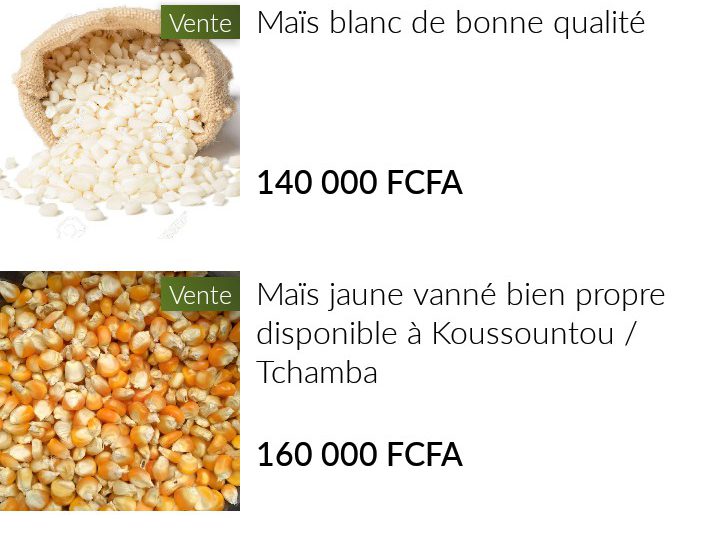 Vente
Maïs blanc de bonne qualité
140 000 FCFA
Vente
Maïs jaune vanné bien propre
disponible à Koussountou /
Tchamba
160 000 FCFA